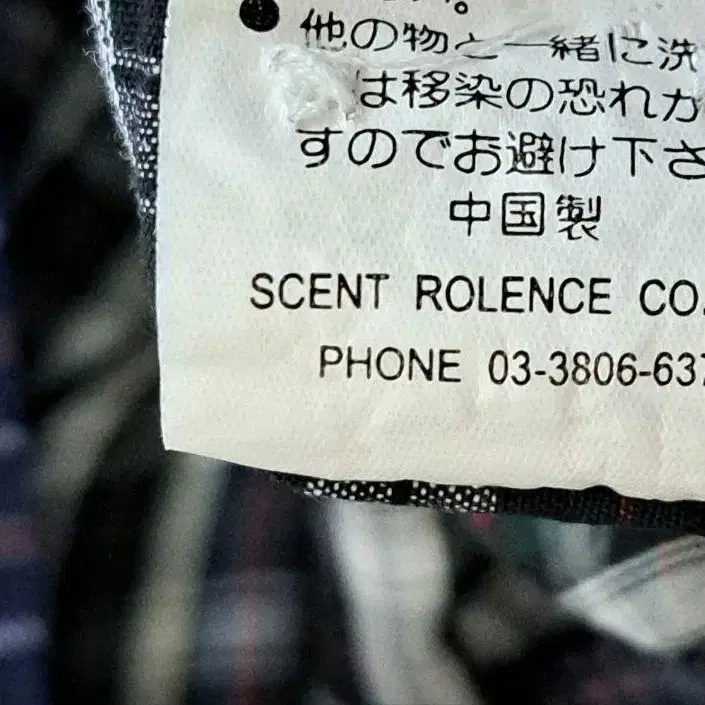 他の物と一緒に洗
は移染の恐れが
すのでお避け下さ
中国製
SCENT ROLENCE CO.
PHONE 03-3806-637